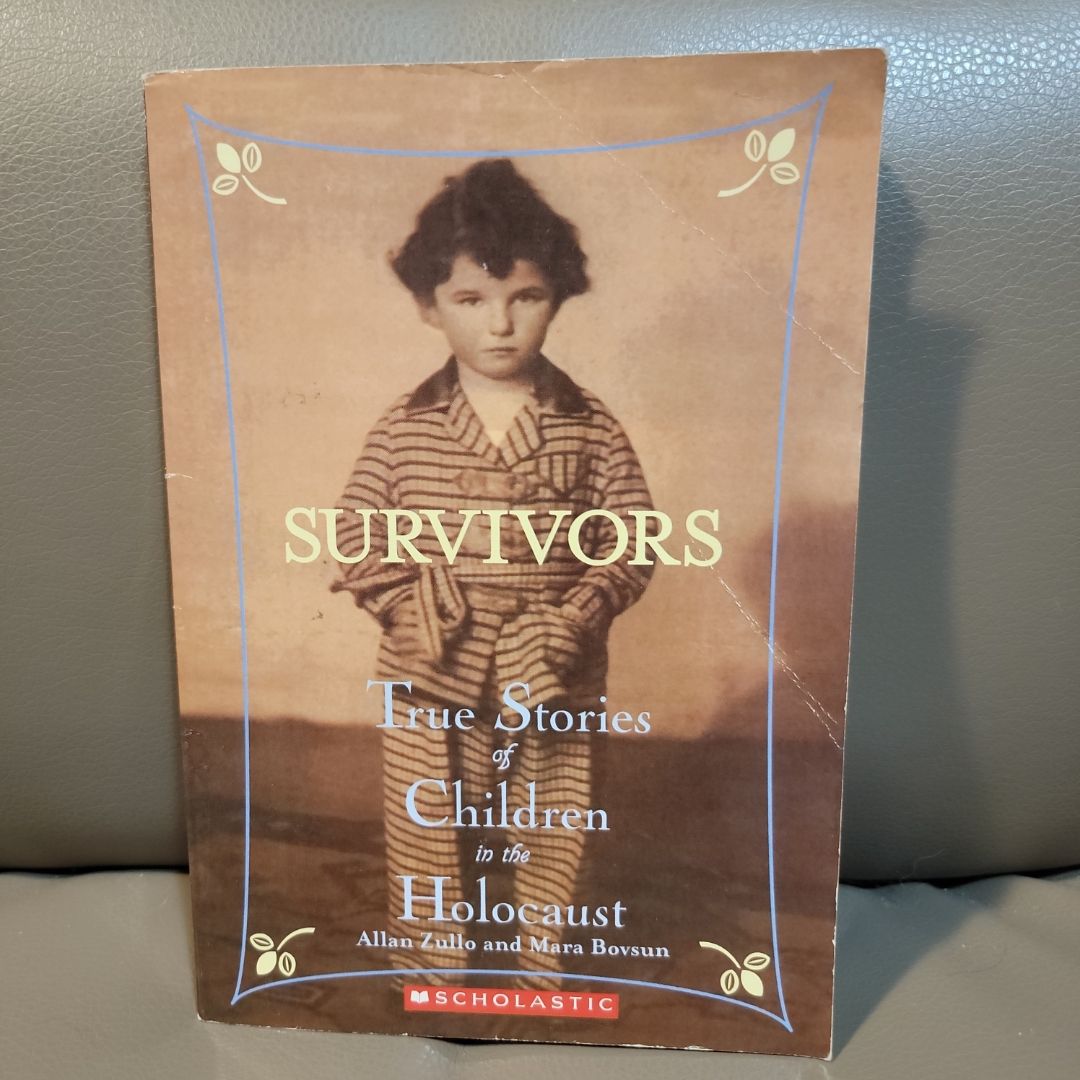 SURVIVORS
True Stories
of
Children
in the
Holocaust
Allan Zullo and Mara Bovsun
SCHOLASTIC